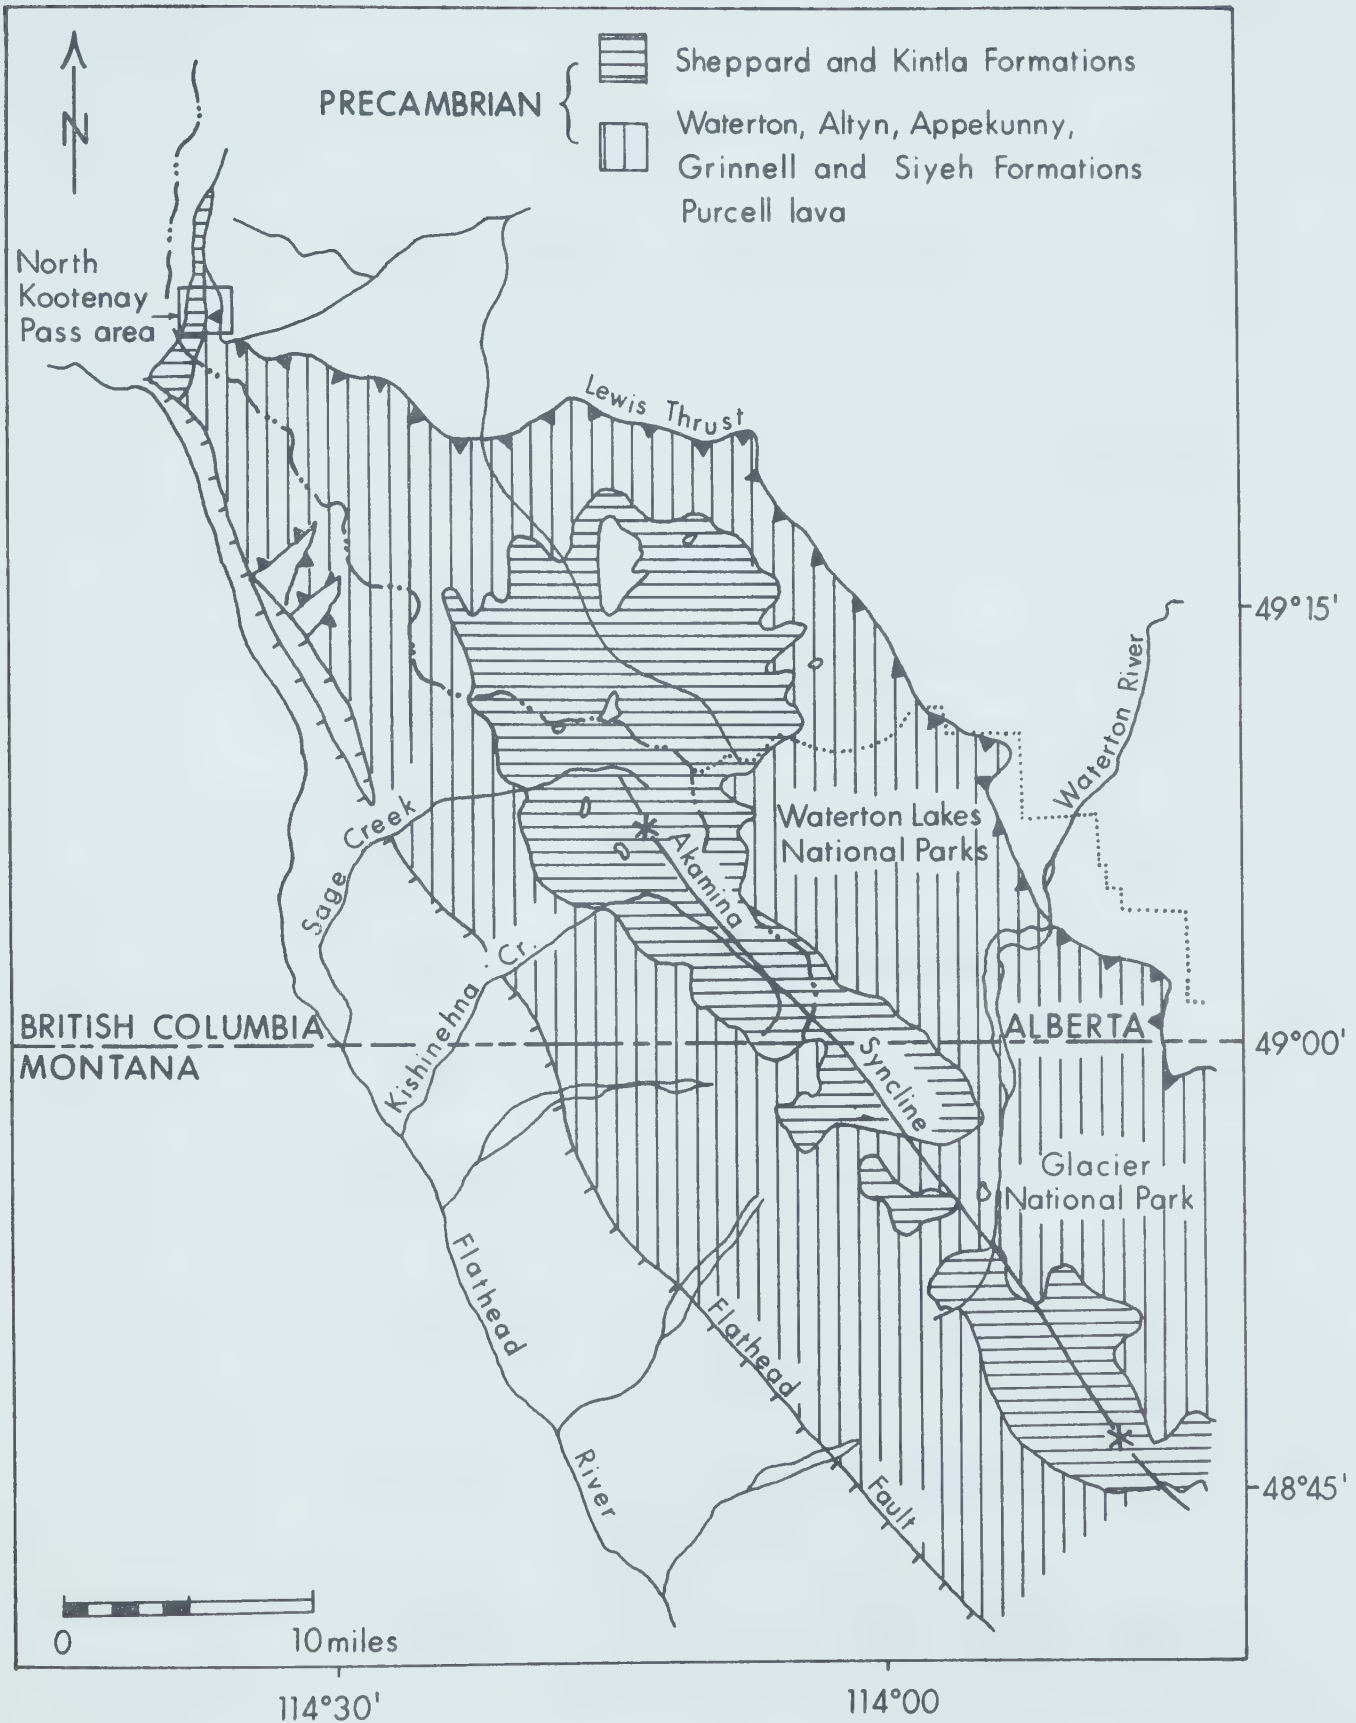 Sheppard and Kintla Formations
PRECAMBRIAN
Waterton, Altyn, Appekunny,
Grinnell and Siyeh Formations
Purcell lava
N
North
Kootenay
Pass area
Lewis Thrust
49°15'
Waterton River
Waterton Lakes
National Parks
Sage Creek
Akamina Syncline
Kishinehna Cr.
BRITISH COLUMBIA
MONTANA
ALBERTA
49°00'
Glacier
National Park
Flathead River
Flathead Fault
48°45'
0 10 miles
114°30' 114°00